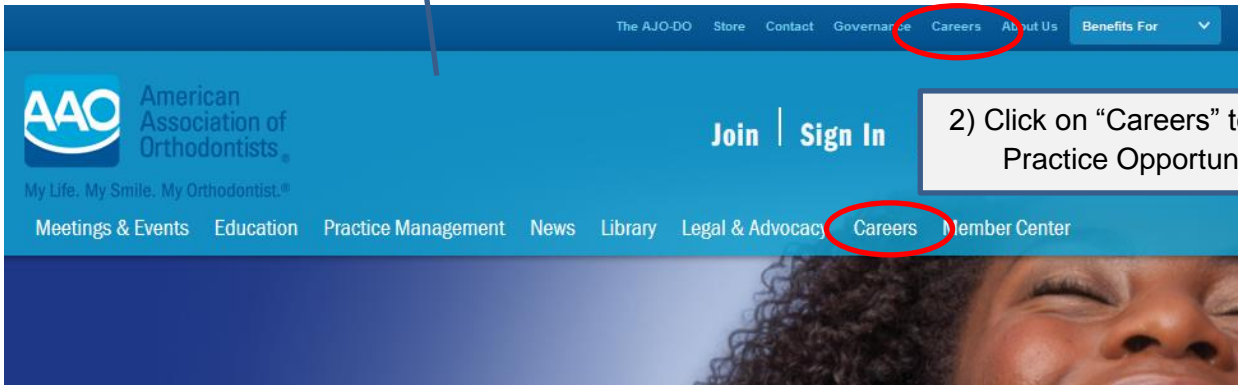 The AJO-DO Store Contact Governance Careers About Us Benefits For
AAO
American
Association of
Orthodontists®
My Life. My Smile. My Orthodontist.®
Join | Sign In
2) Click on “Careers”
Practice
Meetings & Events Education Practice Management News Library Legal & Advocacy Careers Member Center